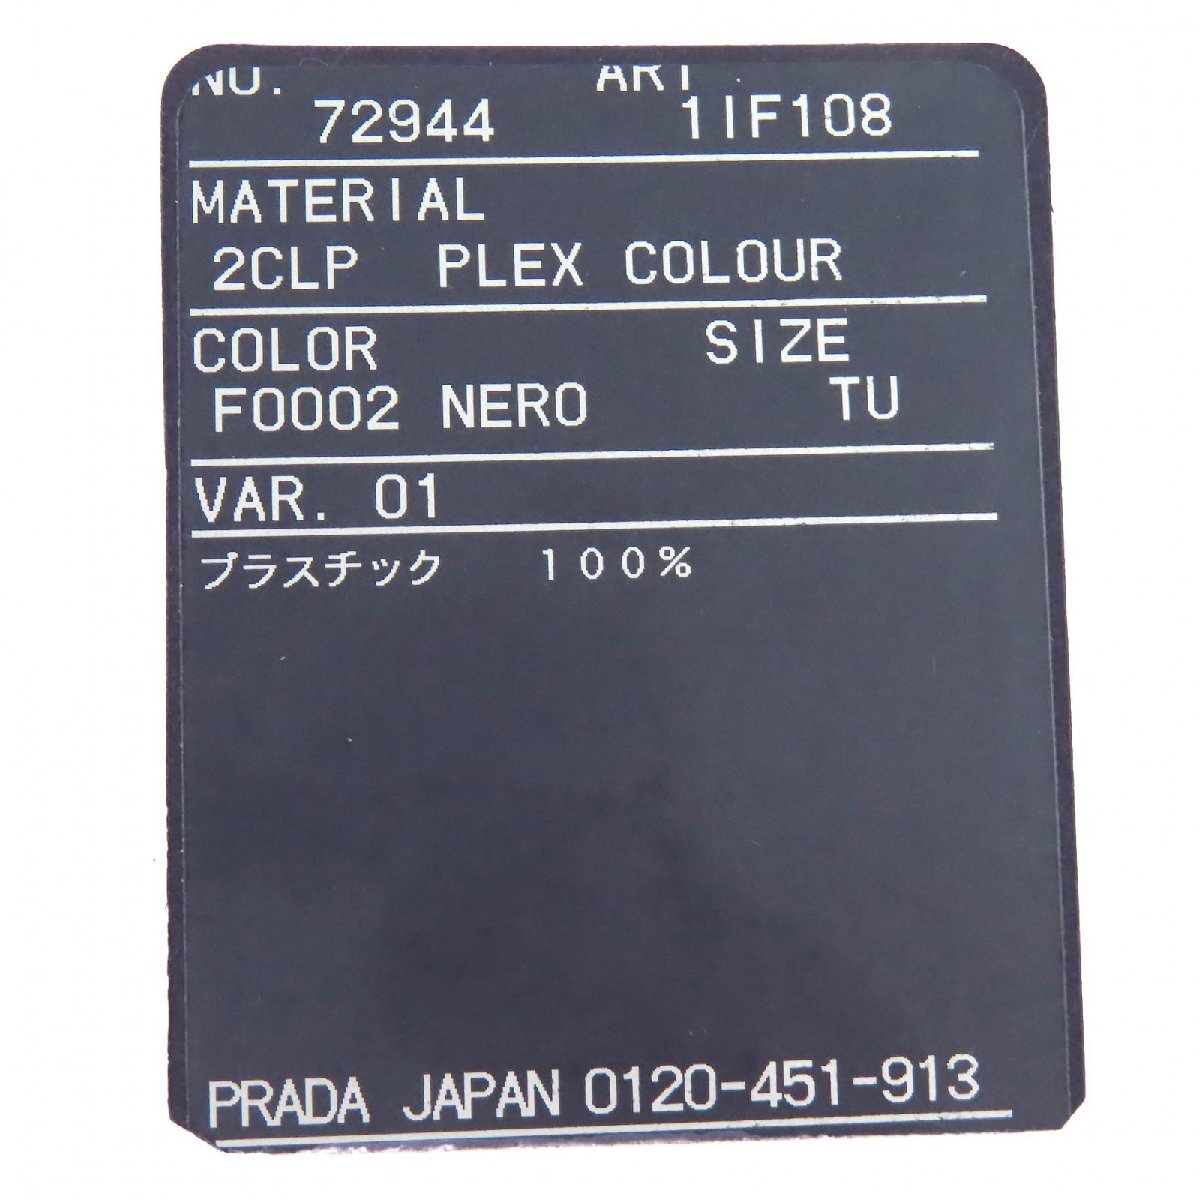 NO. ART.
72944 1IF108
MATERIAL
2CLP PLEX COLOUR
COLOR SIZE
F0002 NERO TU
VAR. 01
プラスチック 100%
PRADA JAPAN 0120-451-913